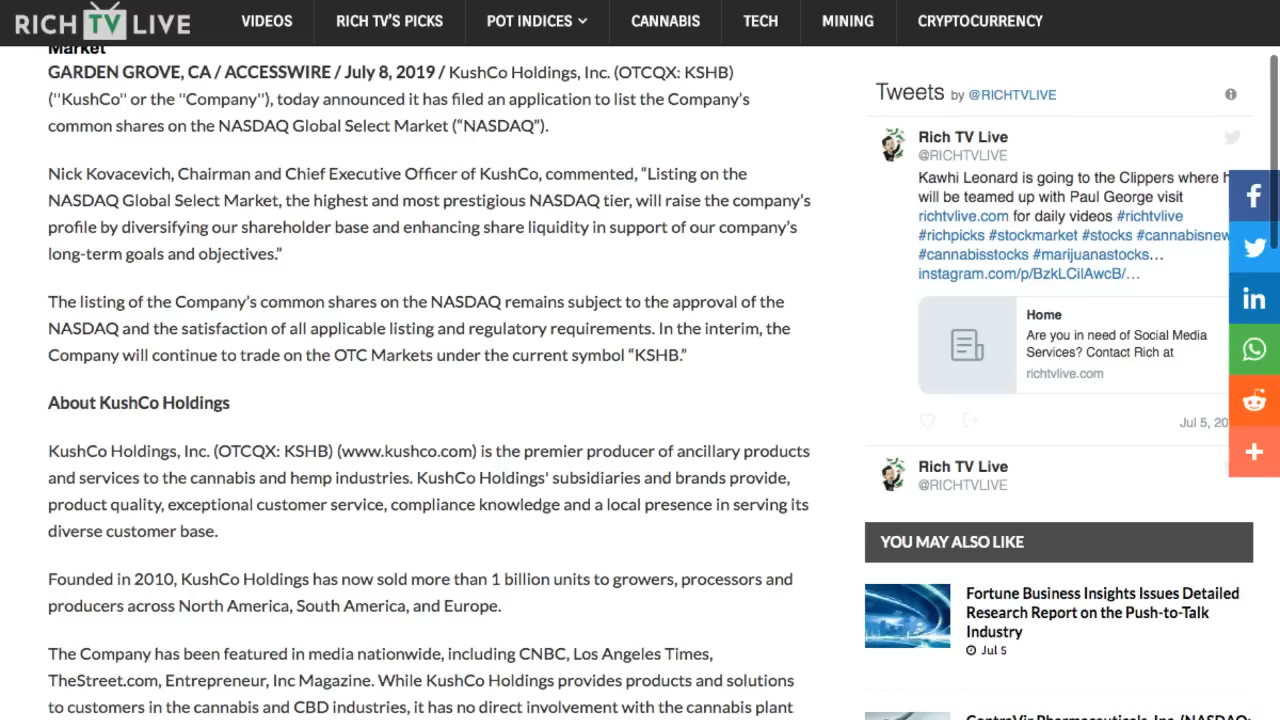 RICH TV LIVE
VIDEOS
RICH TV'S PICKS
POT INDICES
CANNABIS
TECH
MINING
CRYPTOCURRENCY
Market
GARDEN GROVE, CA / ACCESSWIRE / July 8, 2019 / KushCo Holdings, Inc. (OTCQX: KSHB)
(''KushCo'' or the ''Company''), today announced it has filed an application to list the Company's
common shares on the NASDAQ Global Select Market (“NASDAQ”).
Nick Kovacevich, Chairman and Chief Executive Officer of KushCo, commented, “Listing on the
NASDAQ Global Select Market, the highest and most prestigious NASDAQ tier, will raise the company's
profile by diversifying our shareholder base and enhancing share liquidity in support of our company's
long-term goals and objectives.”
The listing of the Company's common shares on the NASDAQ remains subject to the approval of the
NASDAQ and the satisfaction of all applicable listing and regulatory requirements. In the interim, the
Company will continue to trade on the OTC Markets under the current symbol “KSHB.”
About KushCo Holdings
KushCo Holdings, Inc. (OTCQX: KSHB) (www.kushco.com) is the premier producer of ancillary products
and services to the cannabis and hemp industries. KushCo Holdings' subsidiaries and brands provide,
product quality, exceptional customer service, compliance knowledge and a local presence in serving its
diverse customer base.
Founded in 2010, KushCo Holdings has now sold more than 1 billion units to growers, processors and
producers across North America, South America, and Europe.
The Company has been featured in media nationwide, including CNBC, Los Angeles Times,
TheStreet.com, Entrepreneur, Inc Magazine. While KushCo Holdings provides products and solutions
to customers in the cannabis and CBD industries, it has no direct involvement with the cannabis plant
Tweets by @RICHTVLIVE
Rich TV Live
@RICHTVLIVE
Kawhi Leonard is going to the Clippers where h
will be teamed up with Paul George visit
richtvlive.com for daily videos #richtvlive
#richpicks #stockmarket #stocks #cannabisnew
#cannabisstocks #marijuanastocks…
instagram.com/p/BzkLCilAwcB/…
Home
Are you in need of Social Media
Services? Contact Rich at
richtvlive.com
Jul 5, 20
Rich TV Live
@RICHTVLIVE
YOU MAY ALSO LIKE
Fortune Business Insights Issues Detailed
Research Report on the Push-to-Talk
Industry
Jul 5
ContraVir Pharmaceuticals, Inc. (NASDAQ: